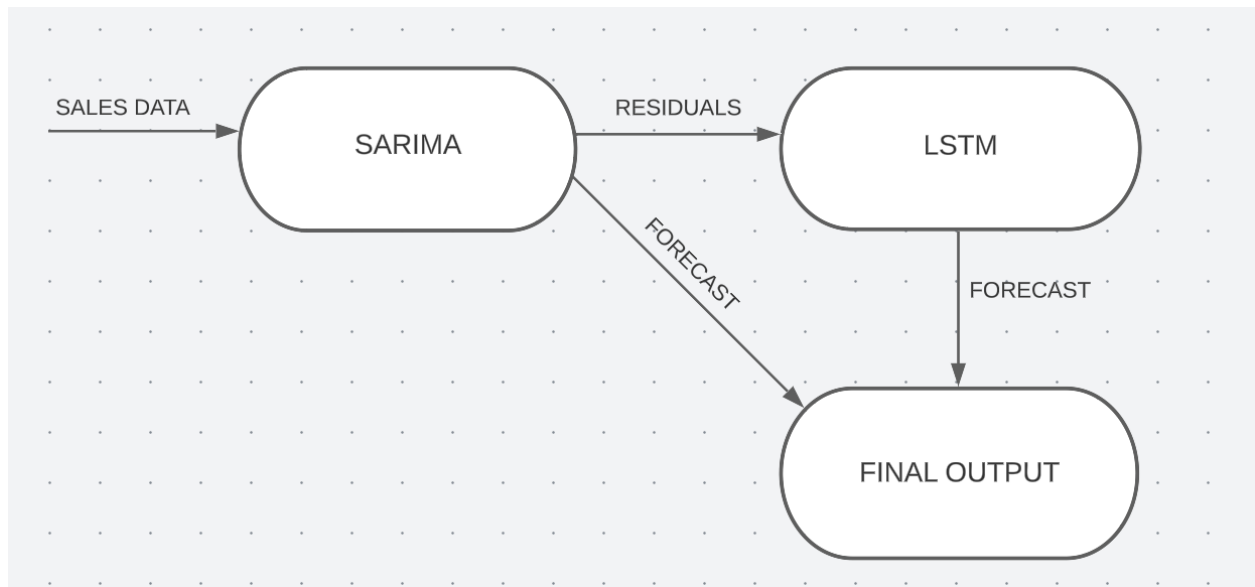 SALES DATA
SARIMA
RESIDUALS
LSTM
FORECAST
FORECAST
FINAL OUTPUT